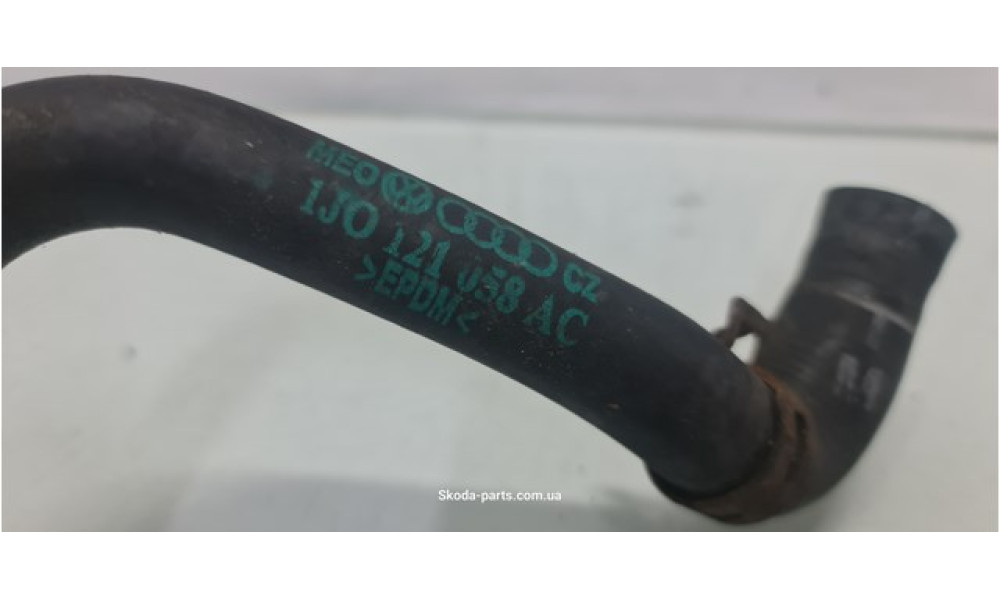 MEO CZ
1J0 121 058 AC
>EPDM<
Skoda-parts.com.ua